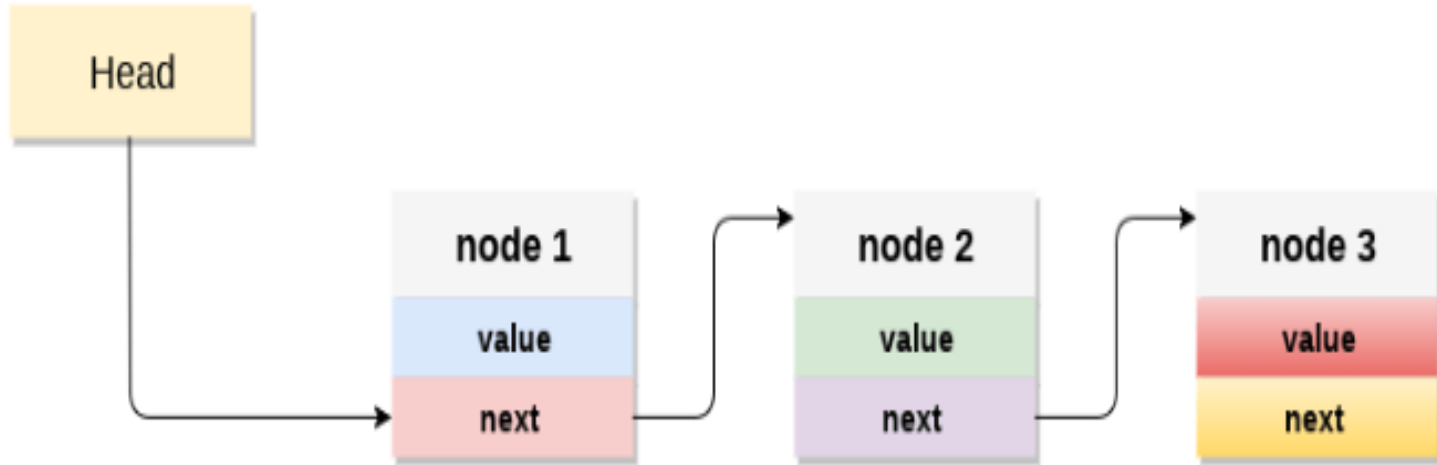 Head
node 1
value
next
node 2
value
next
node 3
value
next